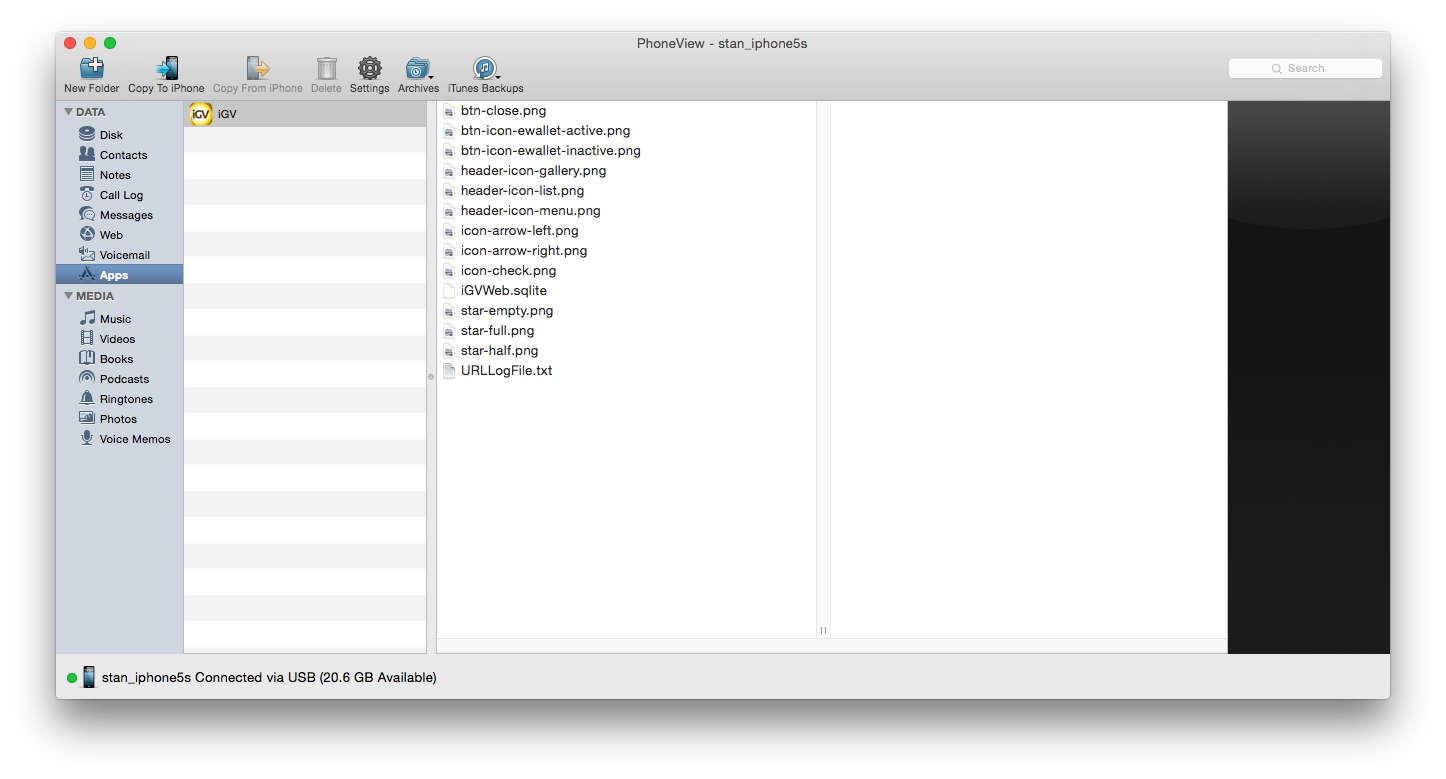 PhoneView - stan_iphone5s
New Folder
Copy To iPhone
Copy From iPhone
Delete
Settings
Archives
iTunes Backups
Search
DATA
Disk
Contacts
Notes
Call Log
Messages
Web
Voicemail
Apps
MEDIA
Music
Videos
Books
Podcasts
Ringtones
Photos
Voice Memos
iGV iGV
btn-close.png
btn-icon-ewallet-active.png
btn-icon-ewallet-inactive.png
header-icon-gallery.png
header-icon-list.png
header-icon-menu.png
icon-arrow-left.png
icon-arrow-right.png
icon-check.png
iGVWeb.sqlite
star-empty.png
star-full.png
star-half.png
URLLogFile.txt
stan_iphone5s Connected via USB (20.6 GB Available)